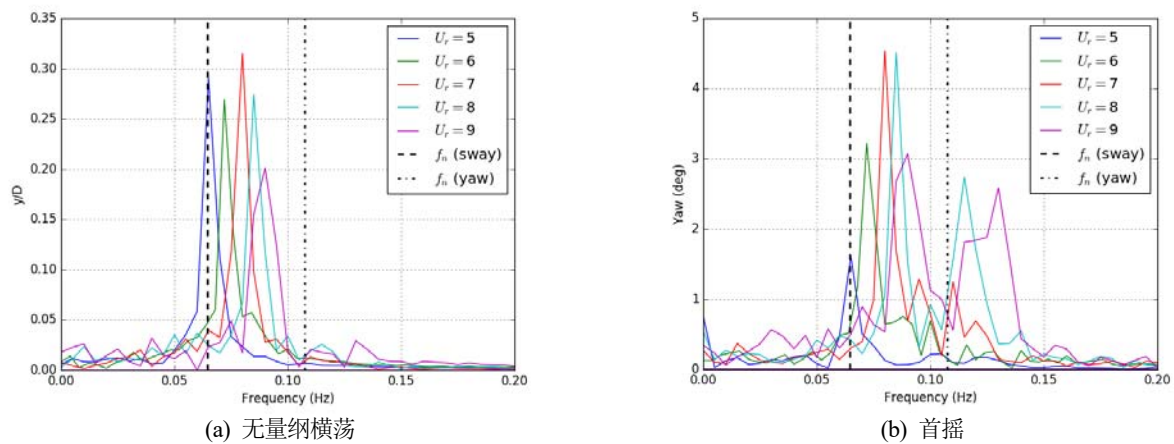 0.35
0.30
0.25
0.20
0.15
0.10
0.05
0.00
y/D
0.00 0.05 0.10 0.15 0.20
Frequency (Hz)
U_r = 5
U_r = 6
U_r = 7
U_r = 8
U_r = 9
f_n (sway)
f_n (yaw)
(a) 无量纲横荡
5
4
3
2
1
0
Yaw (deg)
0.00 0.05 0.10 0.15 0.20
Frequency (Hz)
U_r = 5
U_r = 6
U_r = 7
U_r = 8
U_r = 9
f_n (sway)
f_n (yaw)
(b) 首摇